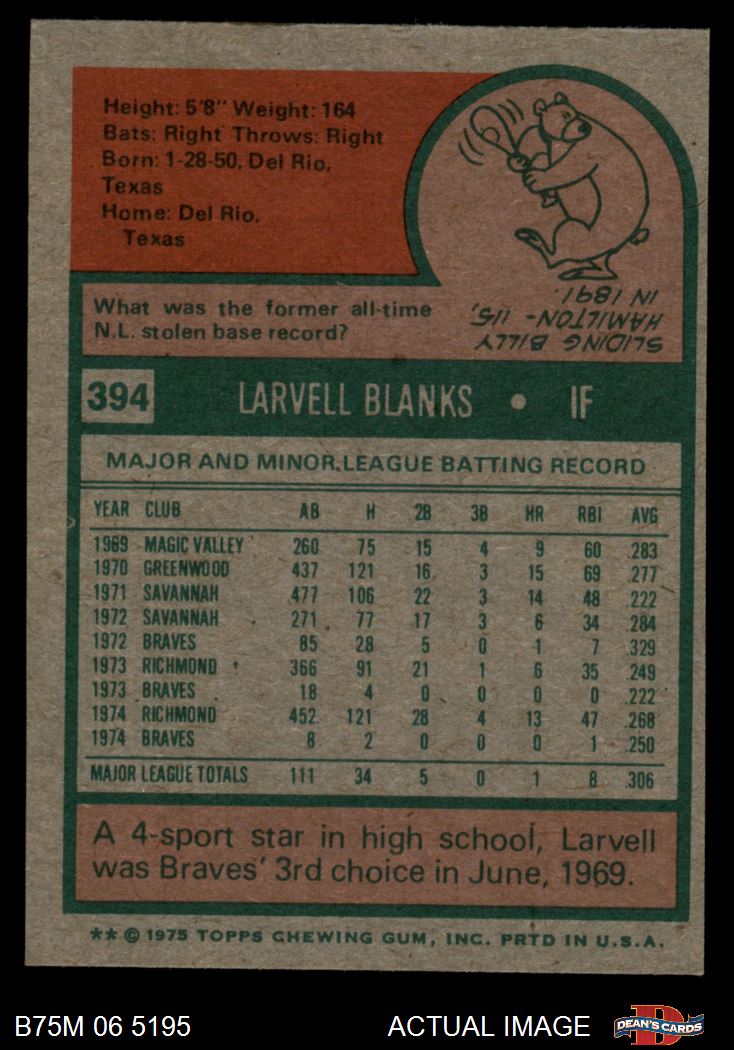 Height: 5'8" Weight: 164
Bats: Right Throws: Right
Born: 1-28-50, Del Rio,
Texas
Home: Del Rio,
Texas
What was the former all-time
N.L. stolen base record?
SLIDING BILLY
HAMILTON - 115,
IN 1891.
394 LARVELL BLANKS • IF
MAJOR AND MINOR LEAGUE BATTING RECORD
YEAR CLUB AB H 2B 3B HR RBI AVG
1969 MAGIC VALLEY 260 75 15 4 9 60 .283
1970 GREENWOOD 437 121 16 3 15 69 .277
1971 SAVANNAH 477 106 22 3 14 48 .222
1972 SAVANNAH 271 77 17 3 6 34 .284
1972 BRAVES 85 28 5 0 1 7 .329
1973 RICHMOND 366 91 21 1 6 35 .249
1973 BRAVES 18 4 0 0 0 0 .222
1974 RICHMOND 452 121 28 4 13 47 .268
1974 BRAVES 8 2 0 0 0 1 .250
MAJOR LEAGUE TOTALS 111 34 5 0 1 8 .306
A 4-sport star in high school, Larvell
was Braves' 3rd choice in June, 1969.
** © 1975 TOPPS CHEWING GUM, INC. PRTD IN U.S.A.
B75M 06 5195 ACTUAL IMAGE D DEAN'S CARDS